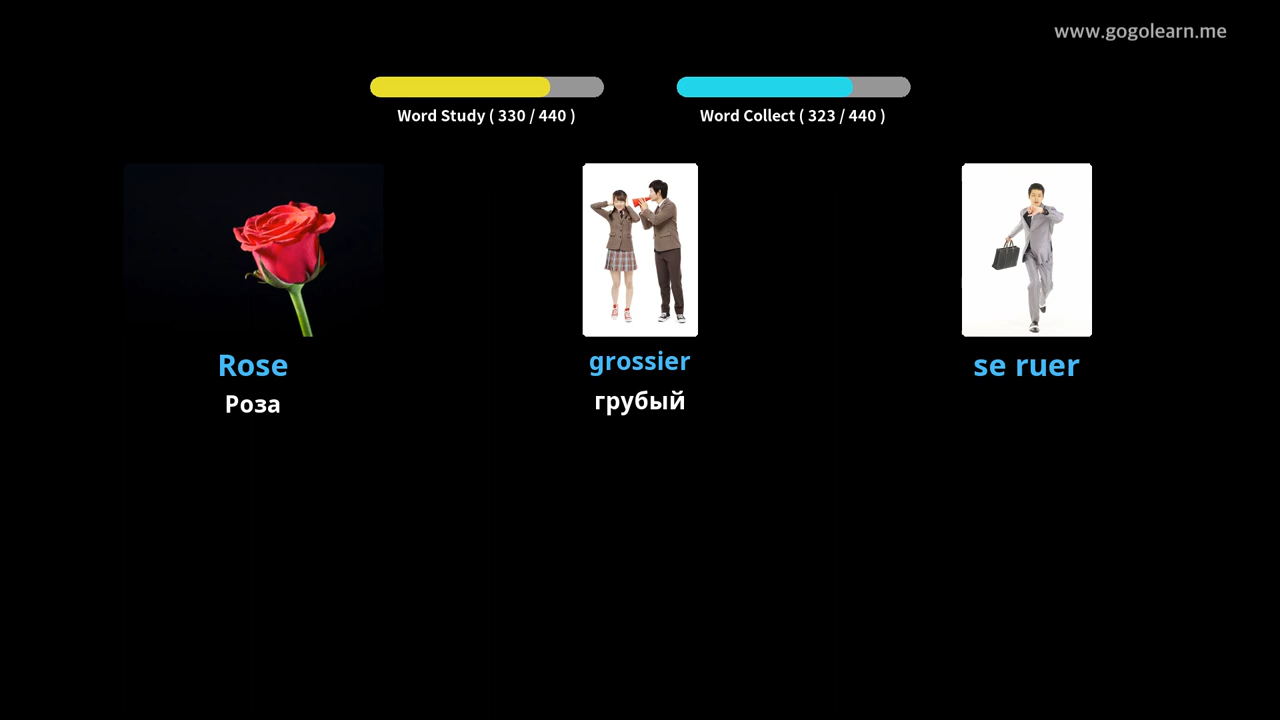 www.gogolearn.me
Word Study ( 330 / 440 )
Word Collect ( 323 / 440 )
Rose
Роза
grossier
грубый
se ruer